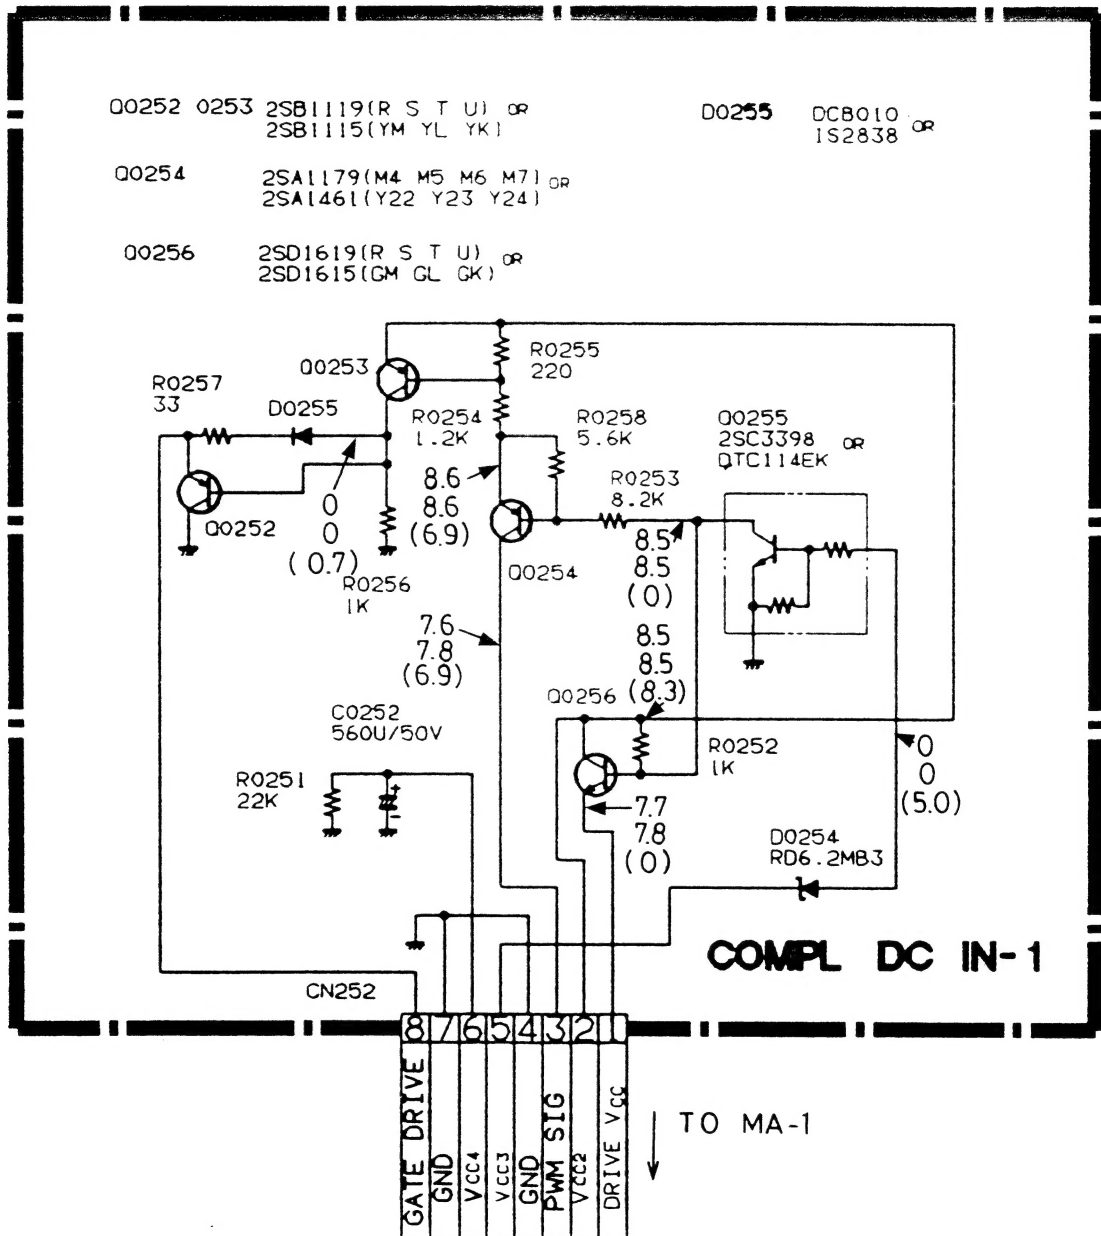 Q0252 0253 2SB1119(R S T U) OR
2SB1115(YM YL YK)
D0255 DCB010 OR
1S2838
Q0254 2SA1179(M4 M5 M6 M7) OR
2SA1461(Y22 Y23 Y24)
Q0256 2SD1619(R S T U) OR
2SD1615(GM GL GK)
Q0253
R0255
220
R0257
33
D0255
R0254
1.2K
R0258
5.6K
Q0255
2SC3398 OR
DTC114EK
8.6
8.6
(6.9)
R0253
8.2K
0
0
(0.7)
Q0252
8.5
8.5
(0)
Q0254
R0256
1K
7.6
7.8
(6.9)
8.5
8.5
(8.3)
Q0256
C0252
560U/50V
R0252
1K
0
0
(5.0)
R0251
22K
+
-
7.7
7.8
(0)
D0254
RD6.2MB3
COMPL DC IN-1
CN252
8 7 6 5 4 3 2 1
GATE DRIVE
GND
VCC4
VCC3
GND
PWM SIG
VCC2
DRIVE VCC
TO MA-1